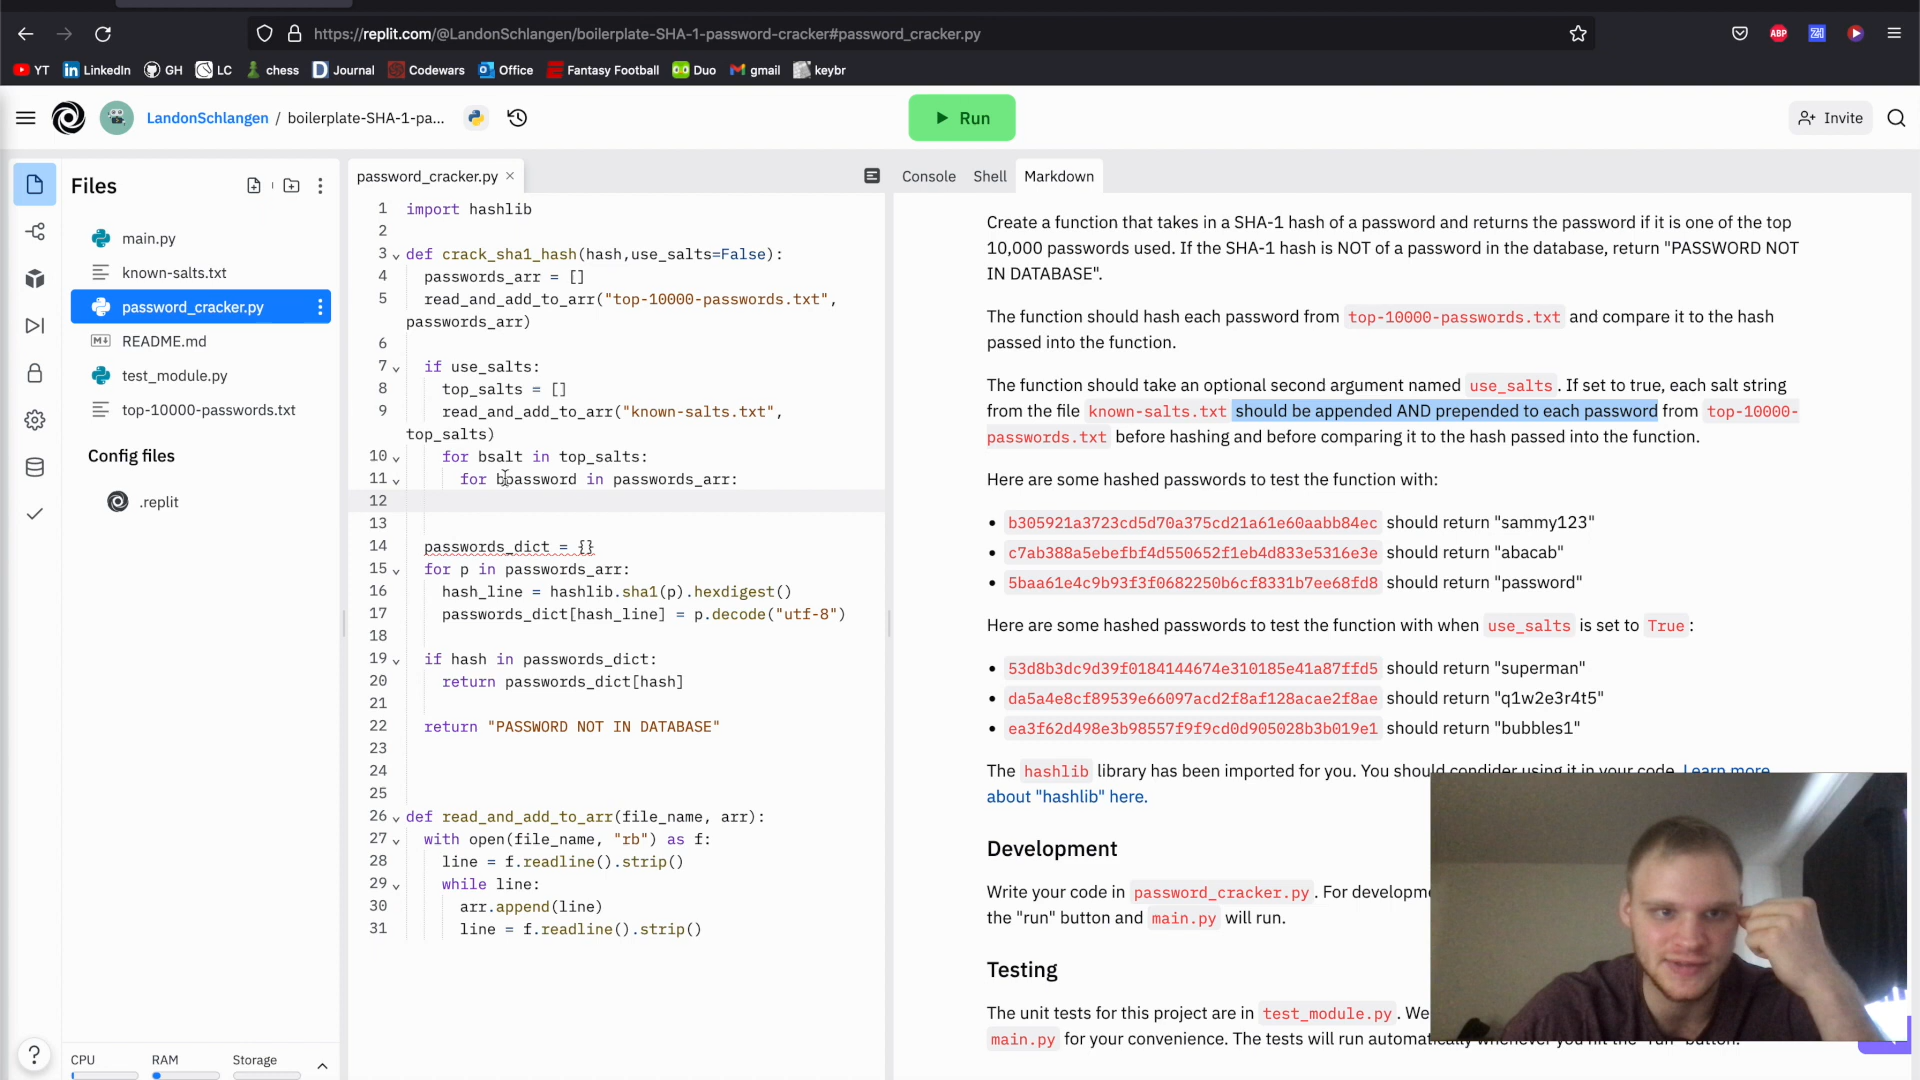 https://replit.com/@LandonSchlangen/boilerplate-SHA-1-password-cracker#password_cracker.py
ABP
YT
LinkedIn
GH
LC
chess
Journal
Codewars
Office
Fantasy Football
Duo
gmail
keybr
LandonSchlangen / boilerplate-SHA-1-pa...
Run
Invite
Files
main.py
known-salts.txt
password_cracker.py
README.md
test_module.py
top-10000-passwords.txt
Config files
.replit
CPU
RAM
Storage
?
password_cracker.py ×
1 import hashlib
2
3 def crack_sha1_hash(hash,use_salts=False):
4 passwords_arr = []
5 read_and_add_to_arr("top-10000-passwords.txt",
passwords_arr)
6
7 if use_salts:
8 top_salts = []
9 read_and_add_to_arr("known-salts.txt",
top_salts)
10 for bsalt in top_salts:
11 for bpassword in passwords_arr:
12
13
14 passwords_dict = {}
15 for p in passwords_arr:
16 hash_line = hashlib.sha1(p).hexdigest()
17 passwords_dict[hash_line] = p.decode("utf-8")
18
19 if hash in passwords_dict:
20 return passwords_dict[hash]
21
22 return "PASSWORD NOT IN DATABASE"
23
24
25
26 def read_and_add_to_arr(file_name, arr):
27 with open(file_name, "rb") as f:
28 line = f.readline().strip()
29 while line:
30 arr.append(line)
31 line = f.readline().strip()
Console
Shell
Markdown
Create a function that takes in a SHA-1 hash of a password and returns the password if it is one of the top
10,000 passwords used. If the SHA-1 hash is NOT of a password in the database, return "PASSWORD NOT
IN DATABASE".
The function should hash each password from top-10000-passwords.txt and compare it to the hash
passed into the function.
The function should take an optional second argument named use_salts. If set to true, each salt string
from the file known-salts.txt should be appended AND prepended to each password from top-10000-
passwords.txt before hashing and before comparing it to the hash passed into the function.
Here are some hashed passwords to test the function with:
• b305921a3723cd5d70a375cd21a61e60aabb84ec should return "sammy123"
• c7ab388a5ebefbf4d550652f1eb4d833e5316e3e should return "abacab"
• 5baa61e4c9b93f3f0682250b6cf8331b7ee68fd8 should return "password"
Here are some hashed passwords to test the function with when use_salts is set to True:
• 53d8b3dc9d39f0184144674e310185e41a87ffd5 should return "superman"
• da5a4e8cf89539e66097acd2f8af128acae2f8ae should return "q1w2e3r4t5"
• ea3f62d498e3b98557f9f9cd0d905028b3b019e1 should return "bubbles1"
The hashlib library has been imported for you. You should condider using it in your code. Learn more
about "hashlib" here.
Development
Write your code in password_cracker.py. For developme
the "run" button and main.py will run.
Testing
The unit tests for this project are in test_module.py. We
main.py for your convenience. The tests will run automatically whenever you hit the "run" button.